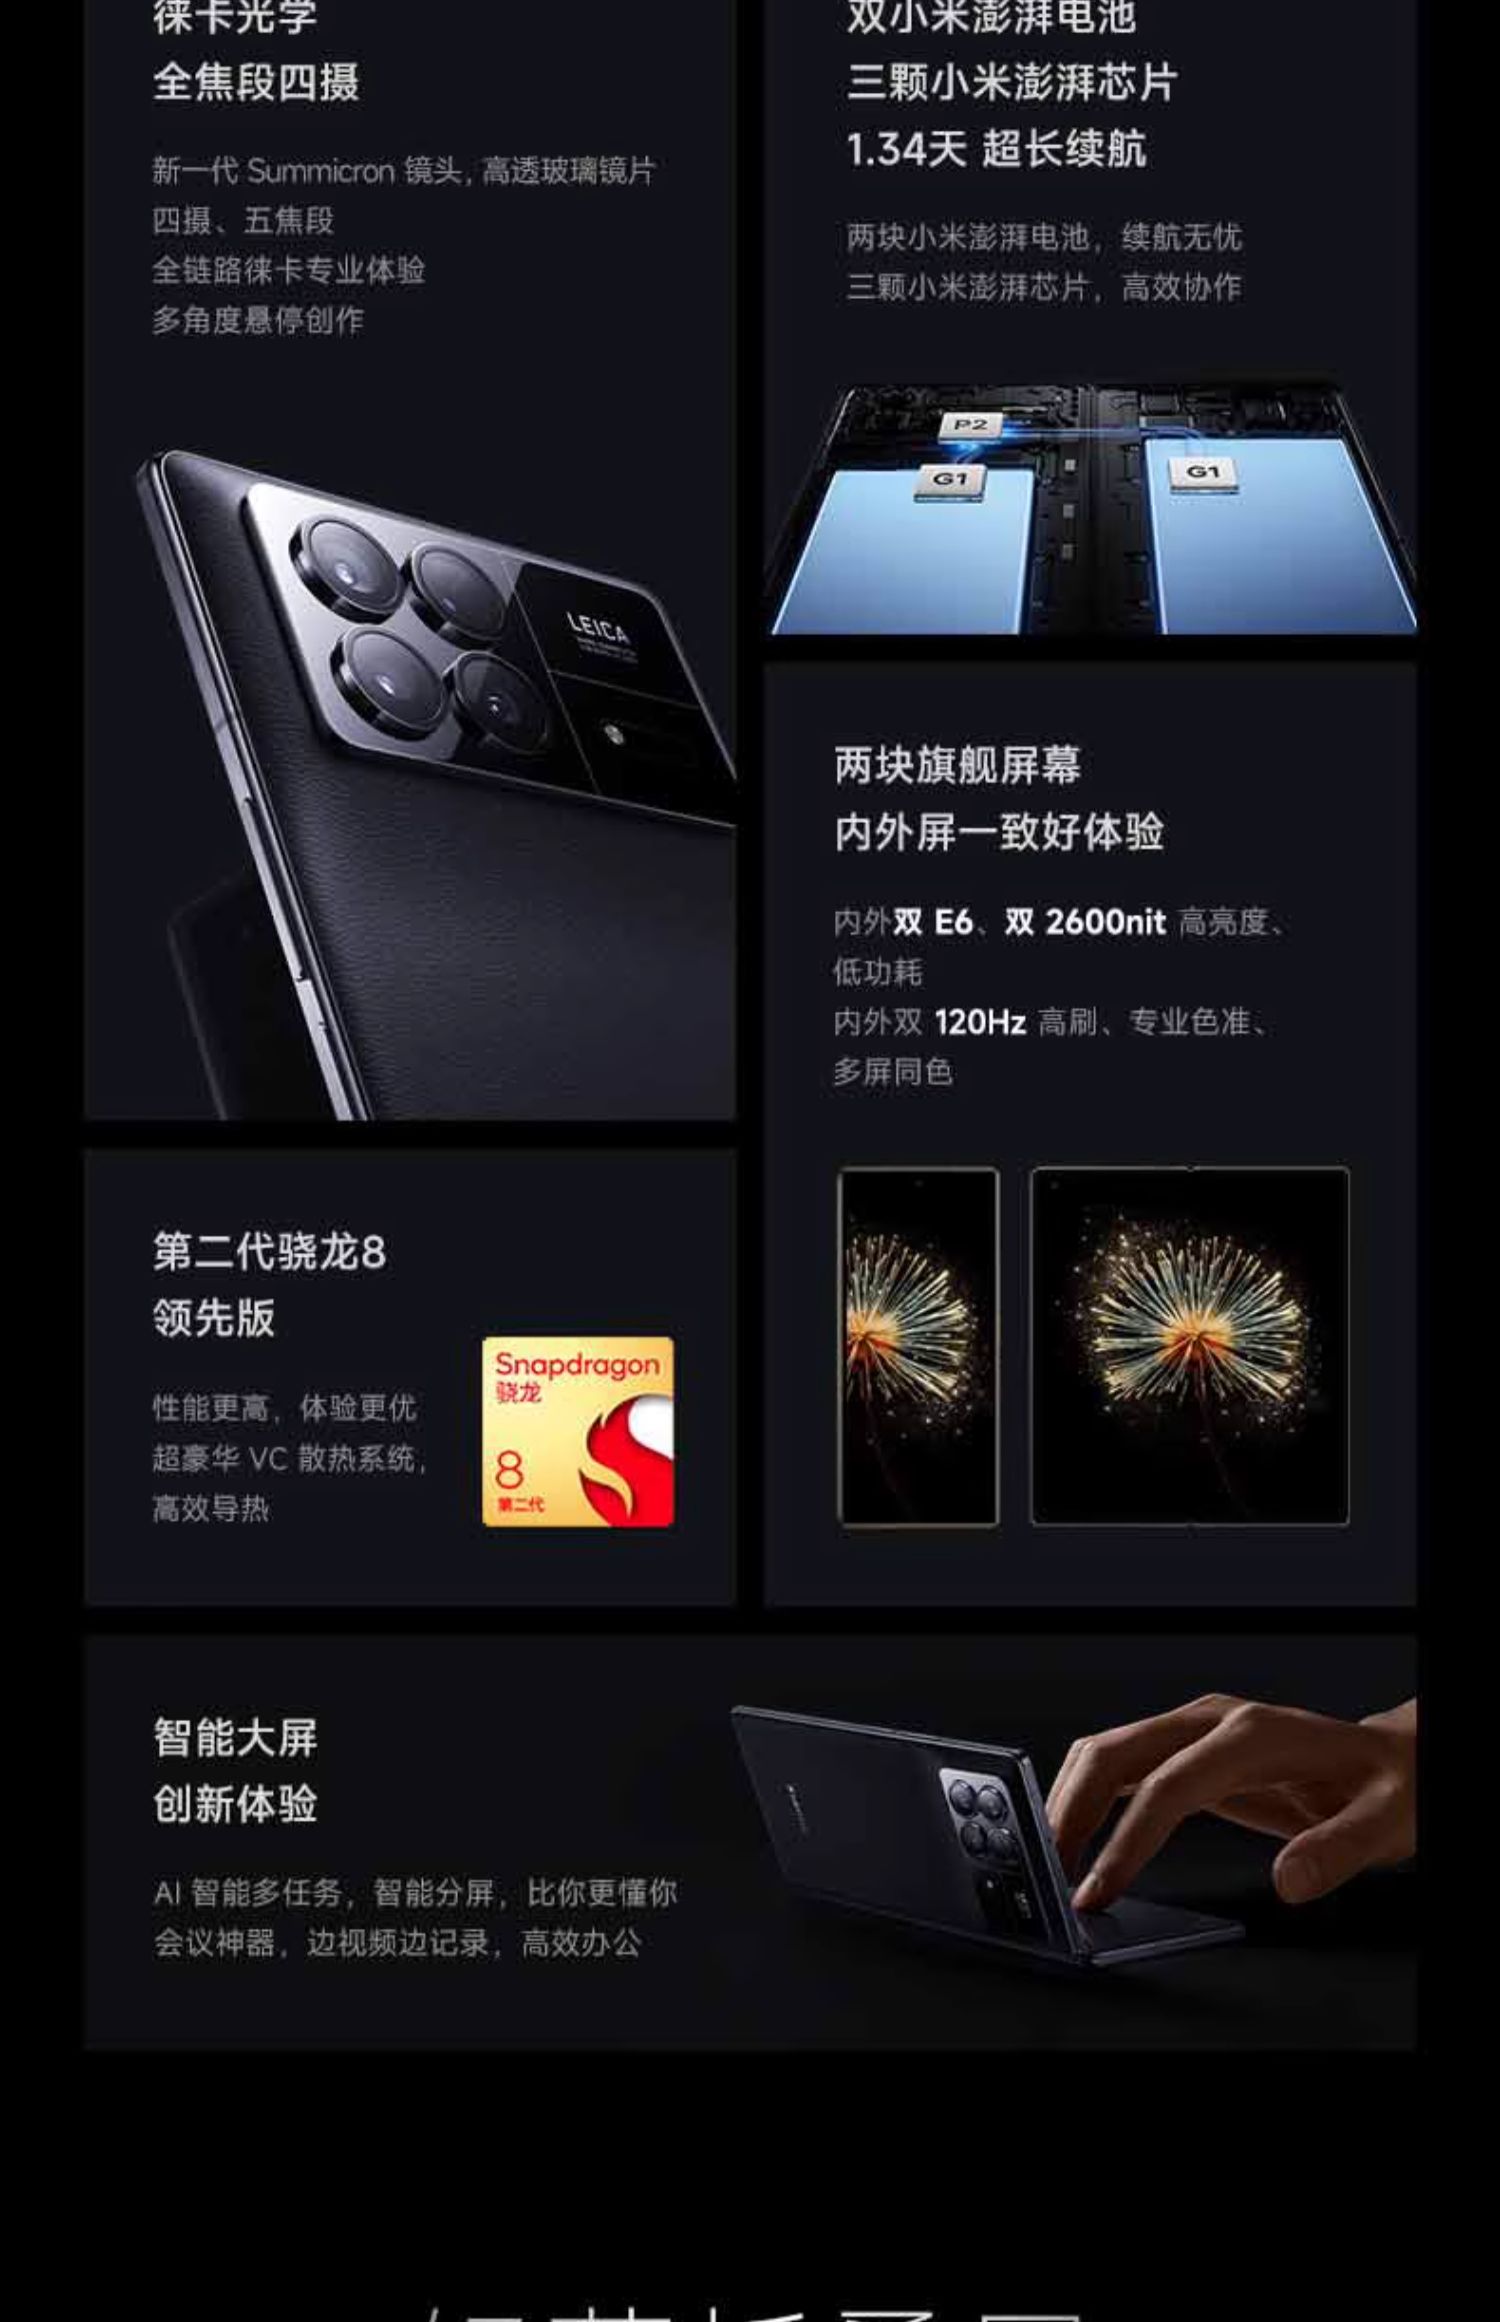 徕卡光学
全焦段四摄
新一代 Summicron 镜头, 高透玻璃镜片
四摄、五焦段
全链路徕卡专业体验
多角度悬停创作
LEICA
双小米澎湃电池
三颗小米澎湃芯片
1.34天 超长续航
两块小米澎湃电池，续航无忧
三颗小米澎湃芯片，高效协作
P2
G1
G1
两块旗舰屏幕
内外屏一致好体验
内外双 E6、双 2600nit 高亮度、
低功耗
内外双 120Hz 高刷、专业色准、
多屏同色
第二代骁龙8
领先版
性能更高，体验更优
超豪华 VC 散热系统,
高效导热
Snapdragon
骁龙
8
第二代
智能大屏
创新体验
AI 智能多任务，智能分屏，比你更懂你
会议神器，边视频边记录，高效办公